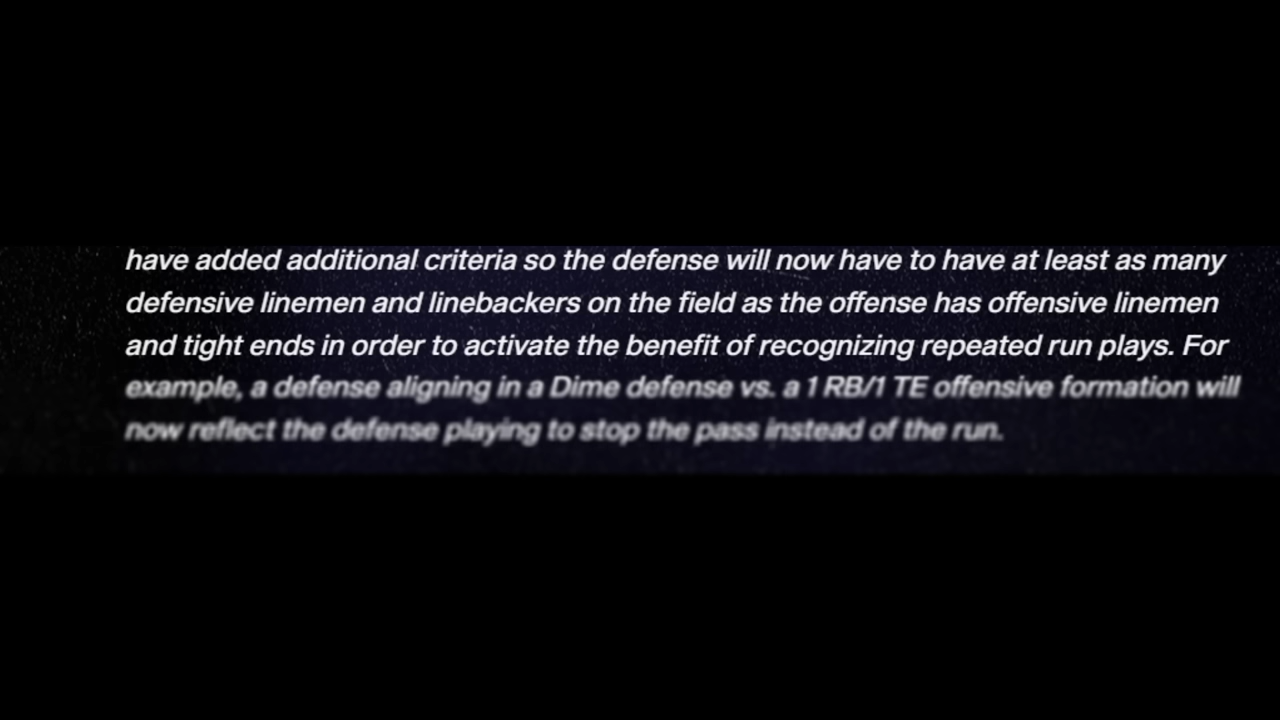 have added additional criteria so the defense will now have to have at least as many
defensive linemen and linebackers on the field as the offense has offensive linemen
and tight ends in order to activate the benefit of recognizing repeated run plays. For
example, a defense aligning in a Dime defense vs. a 1 RB/1 TE offensive formation will
now reflect the defense playing to stop the pass instead of the run.